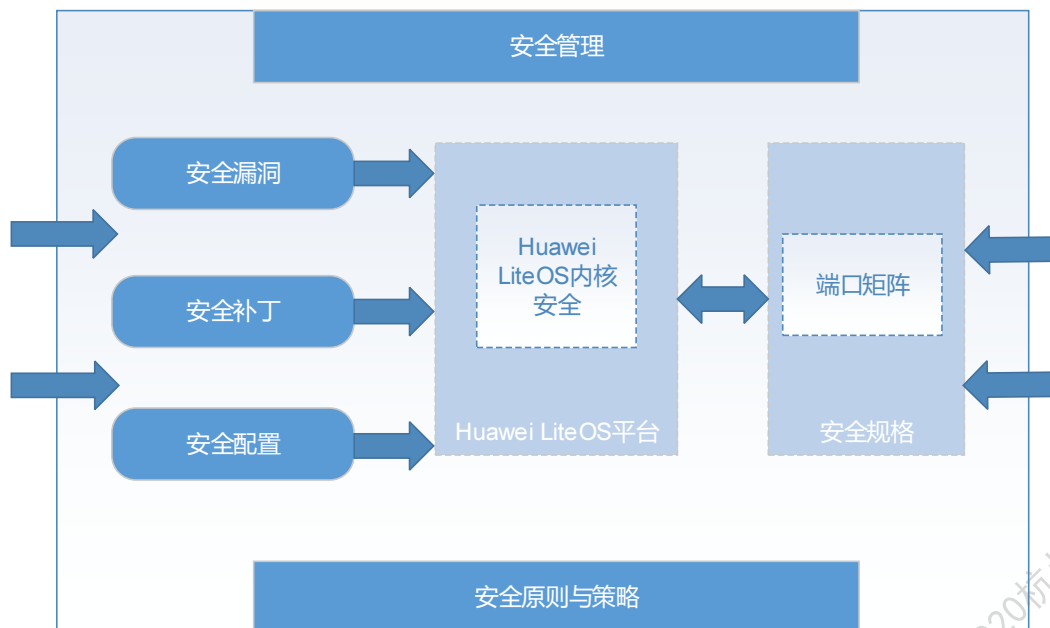 安全管理
安全漏洞
安全补丁
安全配置
Huawei
LiteOS内核
安全
Huawei LiteOS平台
端口矩阵
安全规格
安全原则与策略